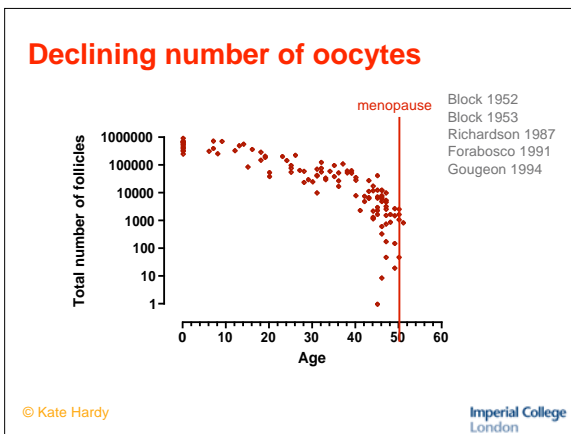 Declining number of oocytes
menopause
Block 1952
Block 1953
Richardson 1987
Forabosco 1991
Gougeon 1994
Total number of follicles
1000000
100000
10000
1000
100
10
1
0 10 20 30 40 50 60
Age
© Kate Hardy
Imperial College
London